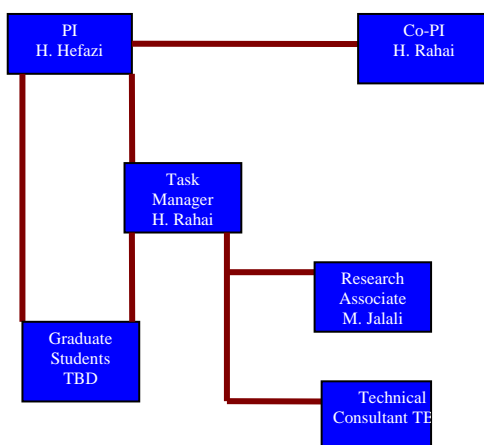 PI
H. Hefazi
Co-PI
H. Rahai
Task
Manager
H. Rahai
Research
Associate
M. Jalali
Graduate
Students
TBD
Technical
Consultant